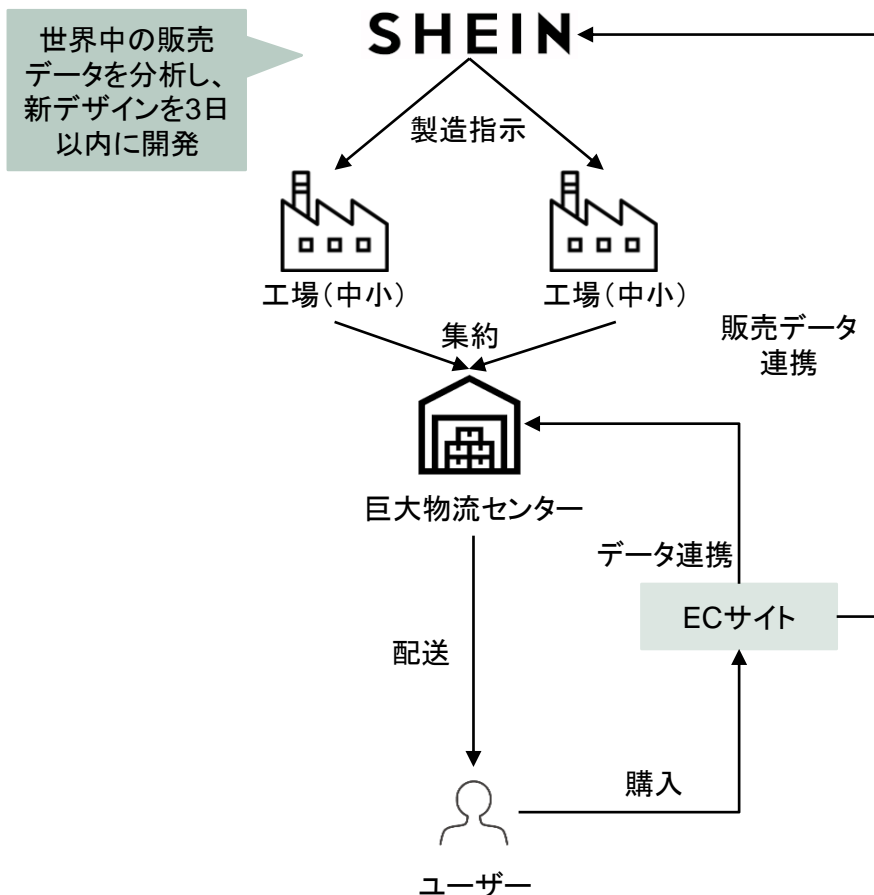 SHEIN
世界中の販売
データを分析し、
新デザインを3日
以内に開発
製造指示
工場（中小）
工場（中小）
集約
販売データ
連携
巨大物流センター
データ連携
ECサイト
配送
購入
ユーザー